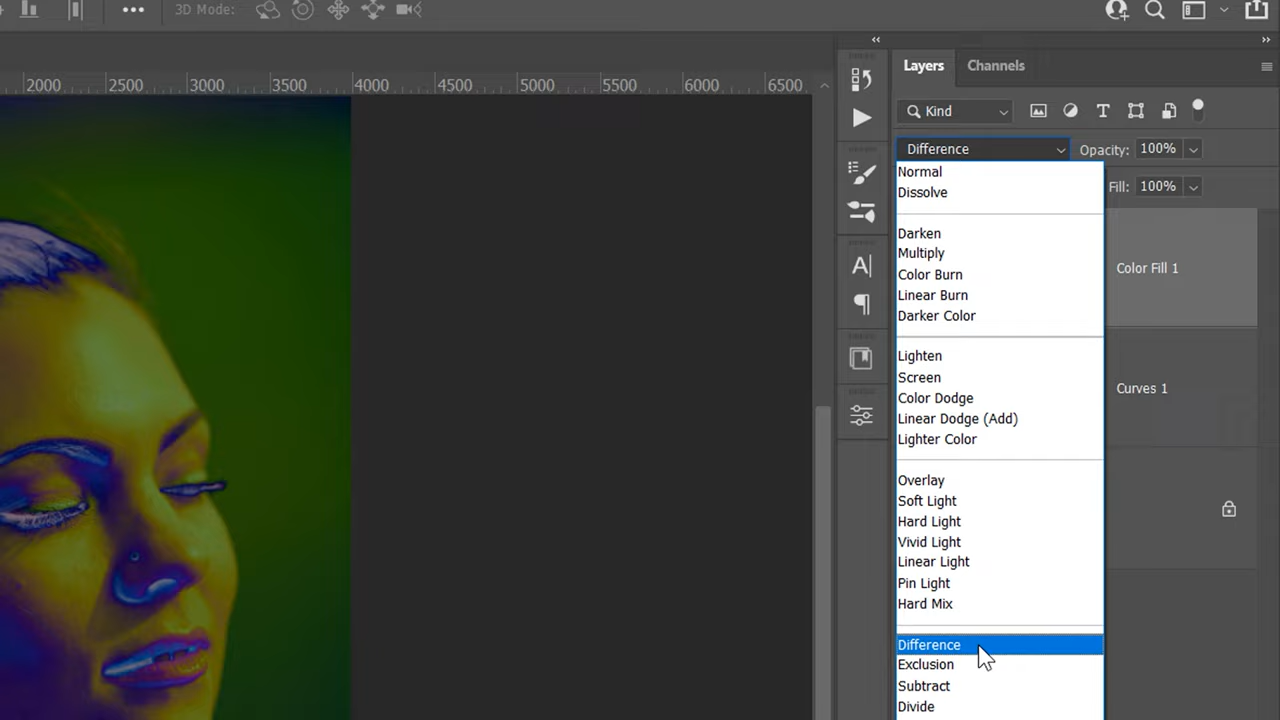 3D Mode:
2000 2500 3000 3500 4000 4500 5000 5500 6000 6500
Layers Channels
Kind
Difference Opacity: 100%
Fill: 100%
Normal
Dissolve
Darken
Multiply
Color Burn
Linear Burn
Darker Color
Lighten
Screen
Color Dodge
Linear Dodge (Add)
Lighter Color
Overlay
Soft Light
Hard Light
Vivid Light
Linear Light
Pin Light
Hard Mix
Difference
Exclusion
Subtract
Divide
Color Fill 1
Curves 1